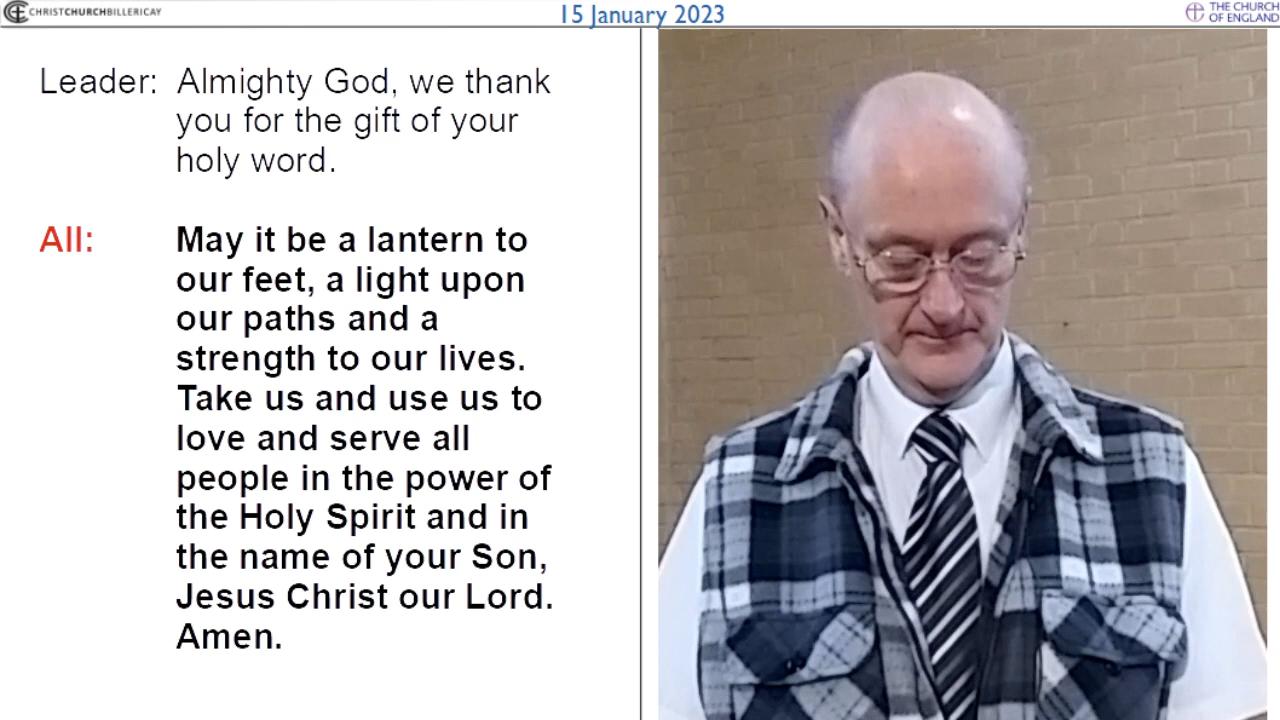 CHRISTCHURCHBILLERICAY
15 January 2023
THE CHURCH
OF ENGLAND
Leader: Almighty God, we thank
you for the gift of your
holy word.
All: May it be a lantern to
our feet, a light upon
our paths and a
strength to our lives.
Take us and use us to
love and serve all
people in the power of
the Holy Spirit and in
the name of your Son,
Jesus Christ our Lord.
Amen.